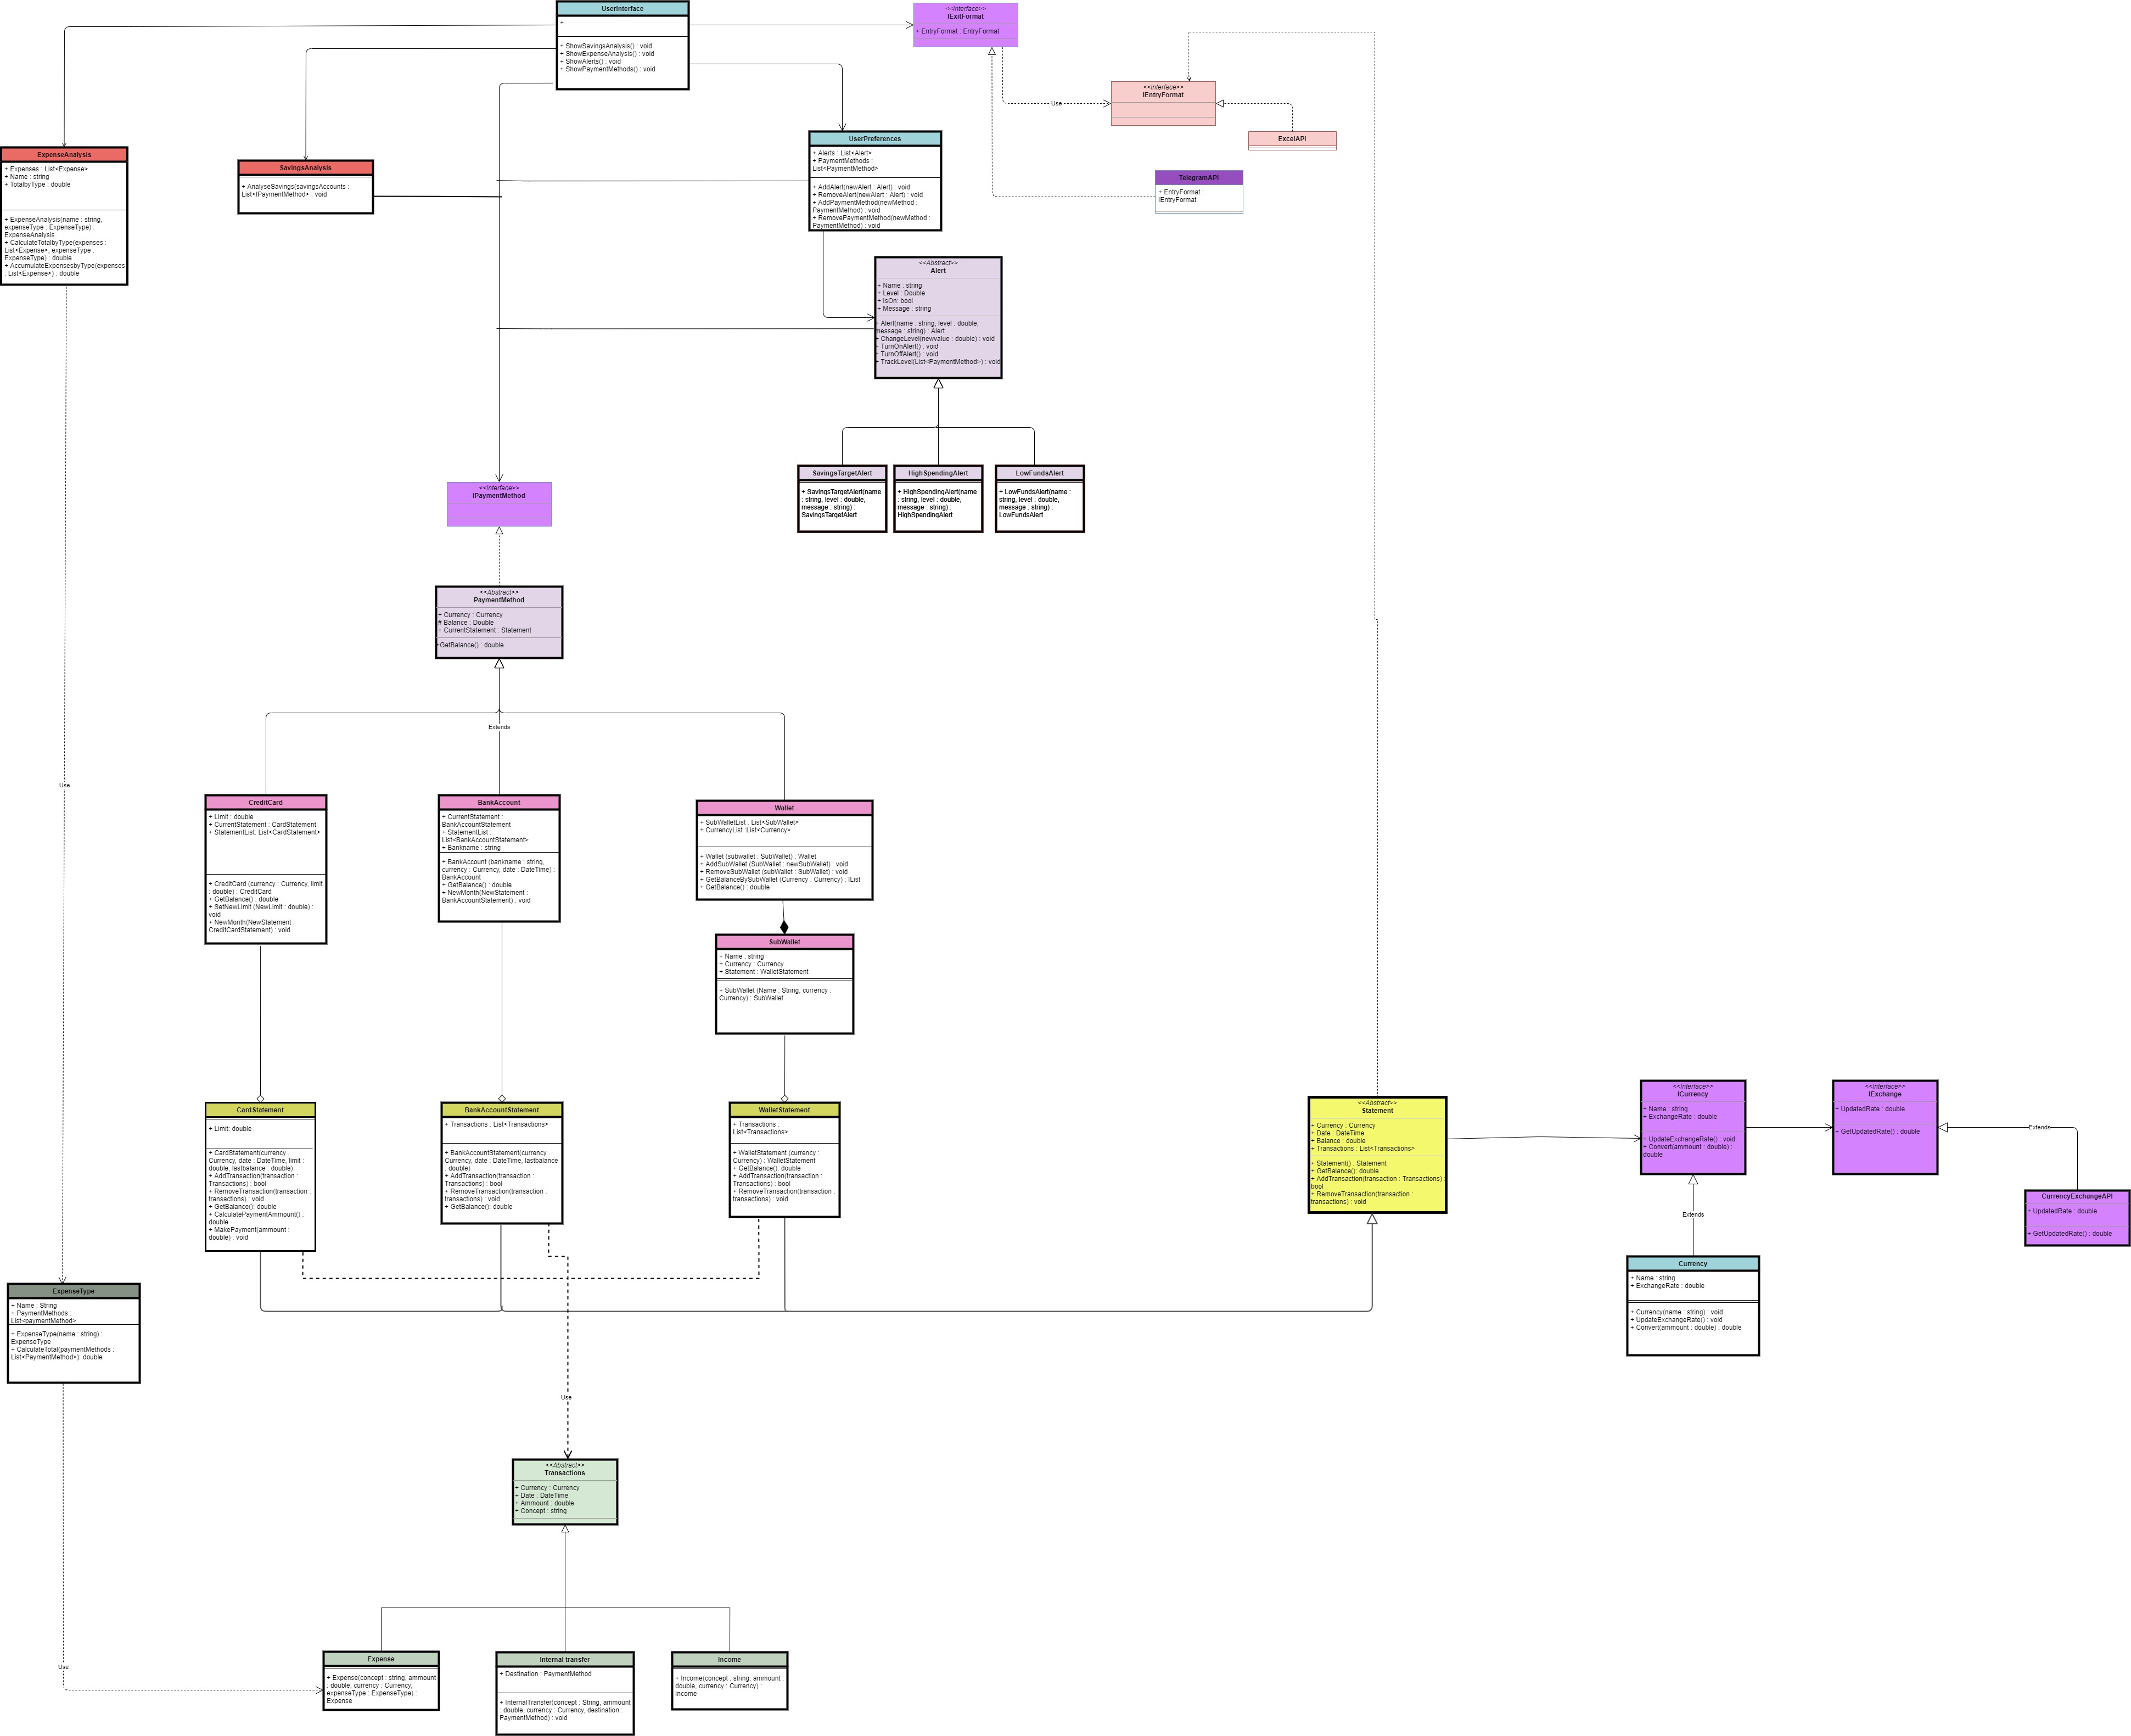 UserInterface
+
+ ShowSavingsAnalysis() : void
+ ShowExpenseAnalysis() : void
+ ShowAlerts() : void
+ ShowPaymentMethods() : void
<<interface>>
IExitFormat
+ EntryFormat : EntryFormat
<<interface>>
IEntryFormat
Use
ExcelAPI
TelegramAPI
+ EntryFormat :
IEntryFormat
UserPreferences
+ Alerts : List<Alert>
+ PaymentMethods :
List<PaymentMethod>
+ AddAlert(newAlert : Alert) : void
+ RemoveAlert(newAlert : Alert) : void
+ AddPaymentMethod(newMethod :
PaymentMethod) : void
+ RemovePaymentMethod(newMethod :
PaymentMethod) : void
ExpenseAnalysis
+ Expenses : List<Expense>
+ Name : string
+ TotalbyType : double
+ ExpenseAnalysis(name : string,
expenseType : ExpenseType) :
ExpenseAnalysis
+ CalculateTotalbyType(expenses :
List<Expense>, expenseType :
ExpenseType) : double
+ AccumulateExpensesbyType(expenses
: List<Expense>) : double
SavingsAnalysis
+ AnalyseSavings(savingsAccounts :
List<IPaymentMethod> : void
<<Abstract>>
Alert
+ Name : string
+ Level : Double
+ IsOn: bool
+ Message : string
+ Alert(name : string, level : double,
message : string) : Alert
+ ChangeLevel(newvalue : double) : void
+ TurnOnAlert() : void
+ TurnOffAlert() : void
+ TrackLevel(List<PaymentMethod>) : void
SavingsTargetAlert
+ SavingsTargetAlert(name
: string, level : double,
message : string) :
SavingsTargetAlert
HighSpendingAlert
+ HighSpendingAlert(name
: string, level : double,
message : string) :
HighSpendingAlert
LowFundsAlert
+ LowFundsAlert(name :
string, level : double,
message : string) :
LowFundsAlert
<<Interface>>
IPaymentMethod
<<Abstract>>
PaymentMethod
+ Currency : Currency
# Balance : Double
+ CurrentStatement : Statement
+GetBalance() : double
Extends
Use
CreditCard
+ Limit : double
+ CurrentStatement : CardStatement
+ StatementList: List<CardStatement>
+ CreditCard (currency : Currency, limit
: double) : CreditCard
+ GetBalance() : double
+ SetNewLimit (NewLimit : double) :
void
+ NewMonth(NewStatement :
CreditCardStatement) : void
BankAccount
+ CurrentStatement :
BankAccountStatement
+ StatementList :
List<BankAccountStatement>
+ Bankname : string
+ BankAccount (bankname : string,
currency : Currency, date : DateTime) :
BankAccount
+ GetBalance() : double
+ NewMonth(NewStatement :
BankAccountStatement) : void
Wallet
+ SubWalletList : List<SubWallet>
+ CurrencyList :List<Currency>
+ Wallet (subwallet : SubWallet) : Wallet
+ AddSubWallet (SubWallet : newSubWallet) : void
+ RemoveSubWallet (subWallet : SubWallet) : void
+ GetBalanceBySubWallet (Currency : Currency) : IList
+ GetBalance() : double
SubWallet
+ Name : string
+ Currency : Currency
+ Statement : WalletStatement
+ SubWallet (Name : String, currency :
Currency) : SubWallet
CardStatement
+ Limit: double
+ CardStatement(currency :
Currency, date : DateTime, limit :
double, lastbalance : double)
+ AddTransaction(transaction :
Transactions) : bool
+ RemoveTransaction(transaction :
transactions) : void
+ GetBalance(): double
+ CalculatePaymentAmmount() :
double
+ MakePayment(ammount :
double) : void
BankAccountStatement
+ Transactions : List<Transactions>
+ BankAccountStatement(currency :
Currency, date : DateTime, lastbalance
: double)
+ AddTransaction(transaction :
Transactions) : bool
+ RemoveTransaction(transaction :
transactions) : void
+ GetBalance(): double
WalletStatement
+ Transactions :
List<Transactions>
+ WalletStatement (currency :
Currency) : WalletStatement
+ GetBalance(): double
+ AddTransaction(transaction :
Transactions) : bool
+ RemoveTransaction(transaction :
transactions) : void
<<Abstract>>
Statement
+ Currency : Currency
+ Date : DateTime
+ Balance : double
+ Transactions : List<Transactions>
+ Statement() : Statement
+ GetBalance(): double
+ AddTransaction(transaction : Transactions)
bool
+ RemoveTransaction(transaction :
transactions) : void
<<Interface>>
ICurrency
+ Name : string
+ ExchangeRate : double
+ UpdateExchangeRate() : void
+ Convert(ammount : double) :
double
<<Interface>>
IExchange
+ UpdatedRate : double
+ GetUpdatedRate() : double
Extends
CurrencyExchangeAPI
+ UpdatedRate : double
+ GetUpdatedRate() : double
Extends
Currency
+ Name : string
+ ExchangeRate : double
+ Currency(name : string) : void
+ UpdateExchangeRate() : void
+ Convert(ammount : double) : double
ExpenseType
+ Name : String
+ PaymentMethods :
List<paymentMethod>
+ ExpenseType(name : string) :
ExpenseType
+ CalculateTotal(paymentMethods :
List<PaymentMethod>): double
Use
<<Abstract>>
Transactions
+ Currency : Currency
+ Date : DateTime
+ Ammount : double
+ Concept : string
Use
Expense
+ Expense(concept : string, ammount
: double, currency : Currency,
expenseType : ExpenseType) :
Expense
Internal transfer
+ Destination : PaymentMethod
+ InternalTransfer(concept : String, ammount
: double, currency : Currency, destination :
PaymentMethod) : void
Income
+ Income(concept : string, ammount :
double, currency : Currency) :
Income